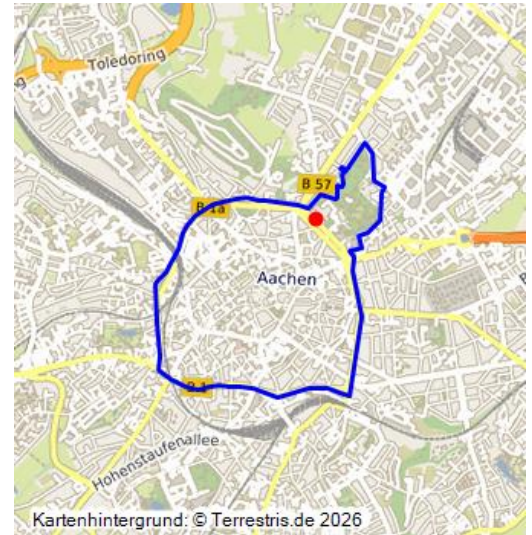 Toledoring
B 57
B 1a
Aachen
B 1
Hohenstaufenallee
Kartenhintergrund: © Terrestris.de 2026